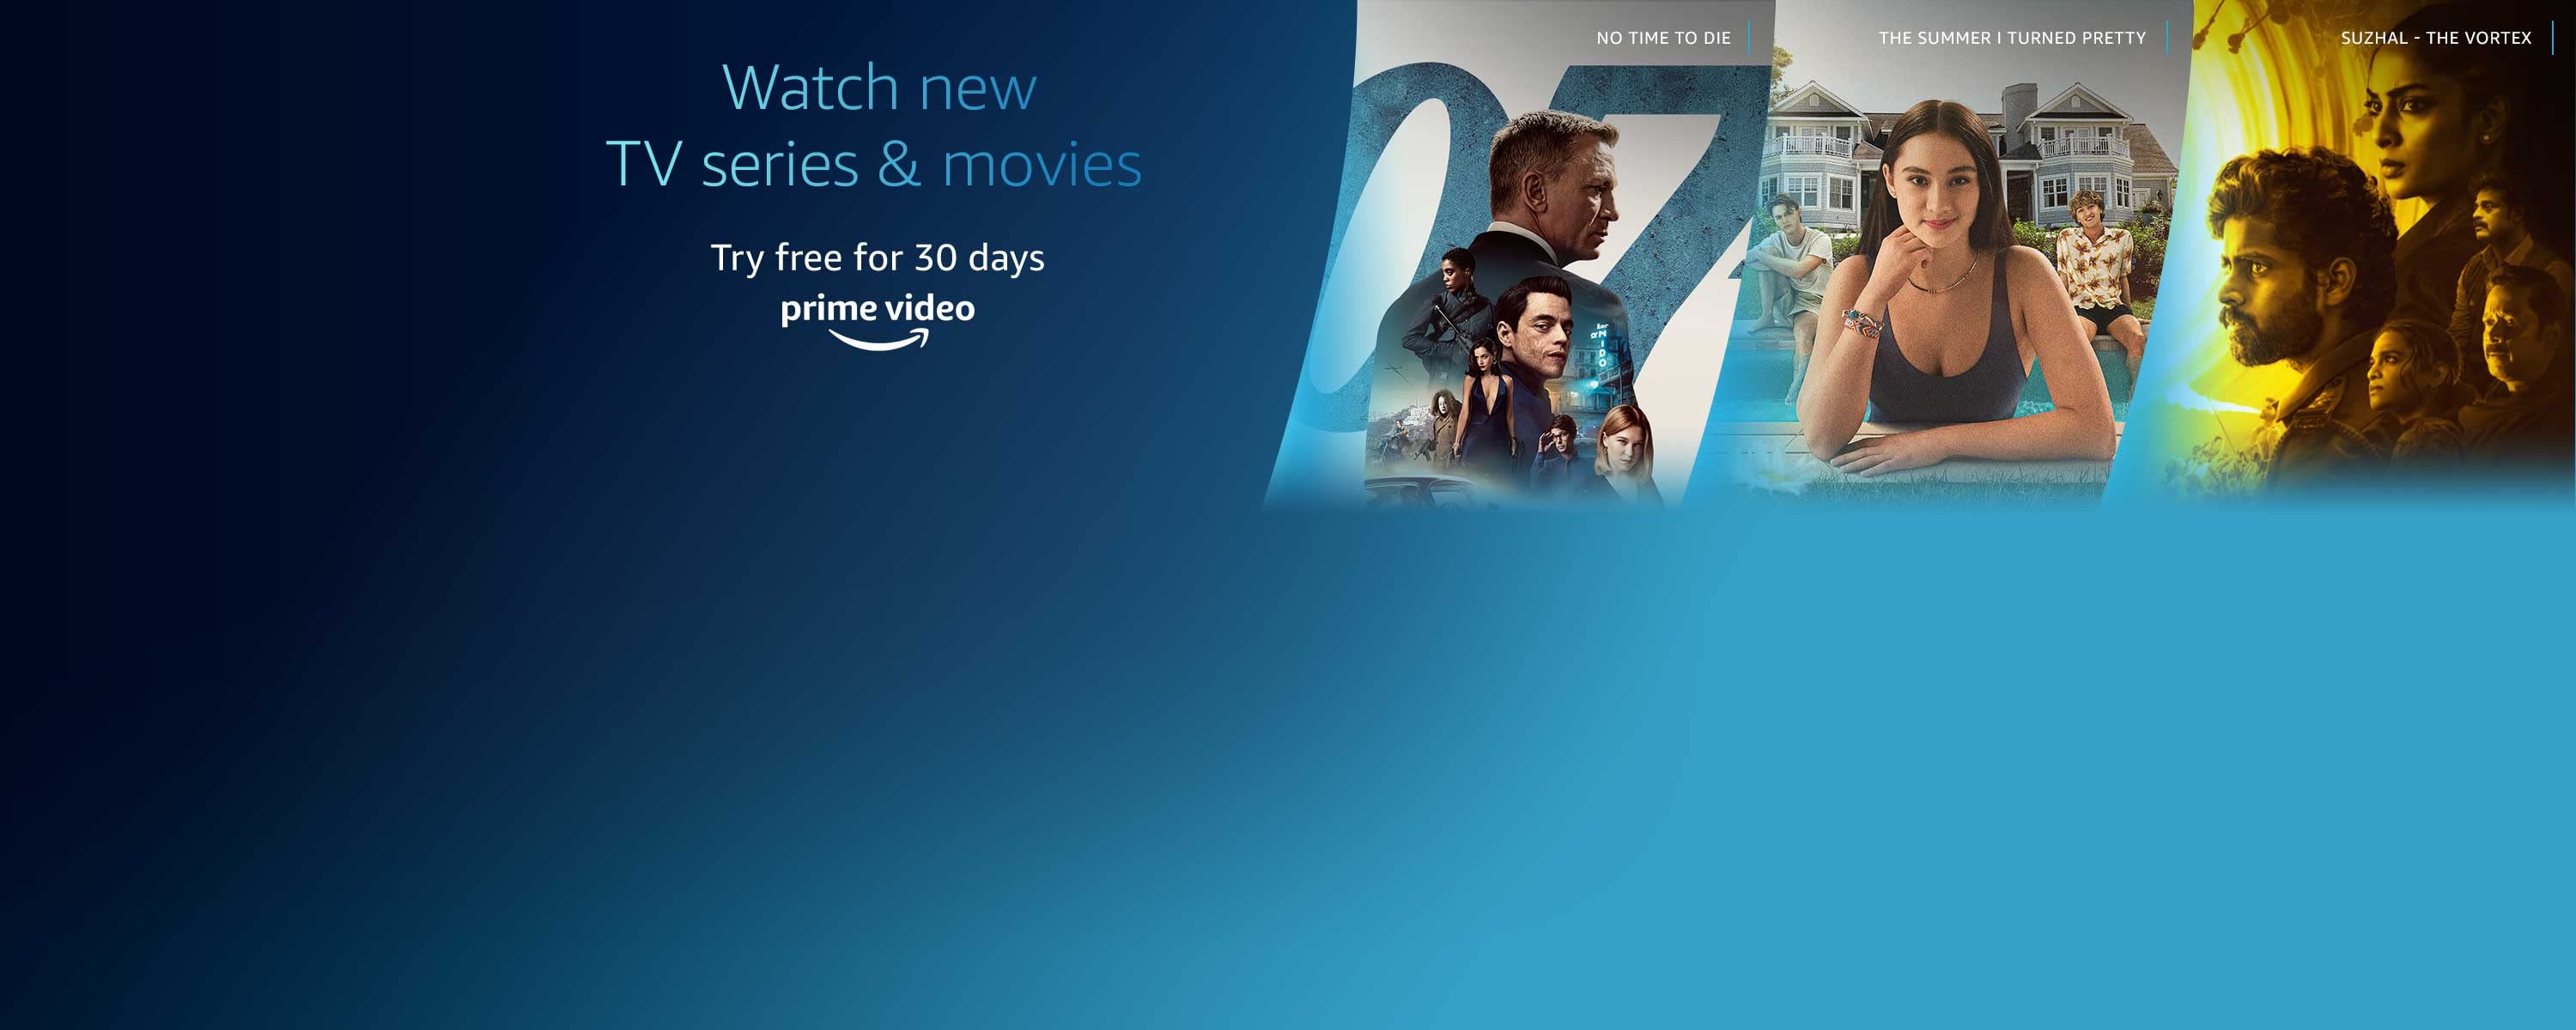 Watch new
TV series & movies
Try free for 30 days
prime video
NO TIME TO DIE
THE SUMMER I TURNED PRETTY
SUZHAL - THE VORTEX
07